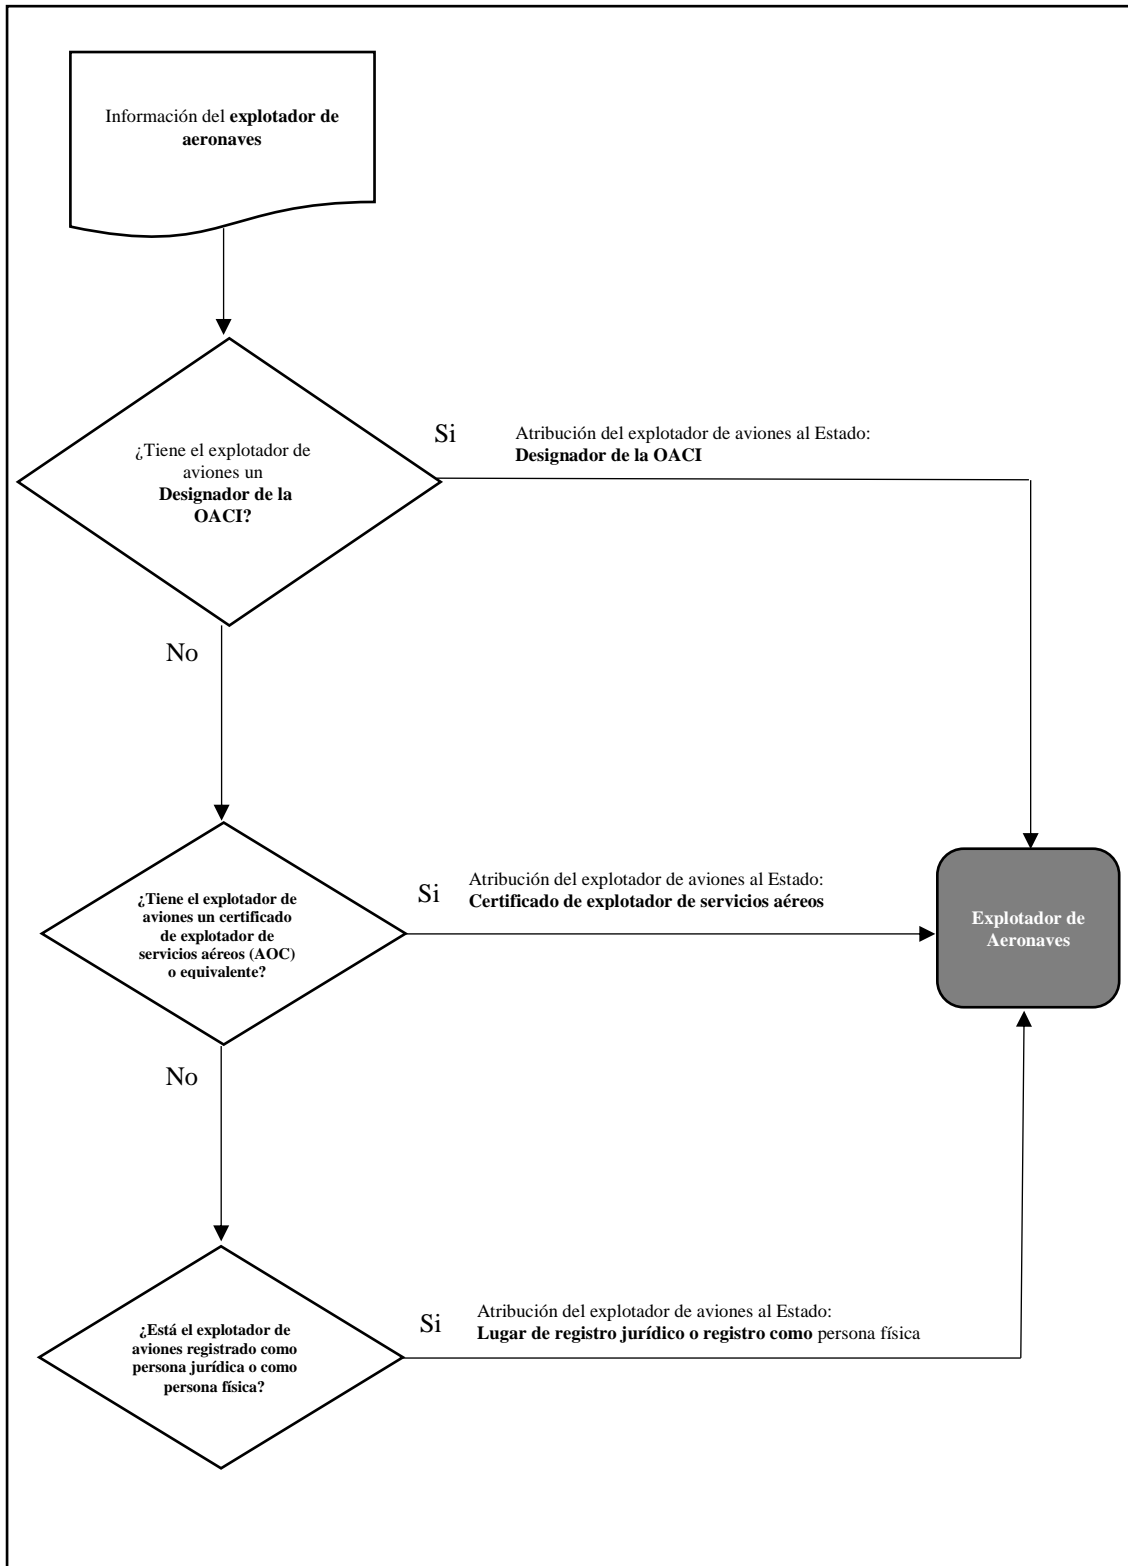 Información del explotador de
aeronaves
¿Tiene el explotador de
aviones un
Designador de la
OACI?
Si
Atribución del explotador de aviones al Estado:
Designador de la OACI
No
¿Tiene el explotador de
aviones un certificado
de explotador de
servicios aéreos (AOC)
o equivalente?
Si
Atribución del explotador de aviones al Estado:
Certificado de explotador de servicios aéreos
Explotador de
Aeronaves
No
¿Está el explotador de
aviones registrado como
persona jurídica o como
persona física?
Si
Atribución del explotador de aviones al Estado:
Lugar de registro jurídico o registro como persona física